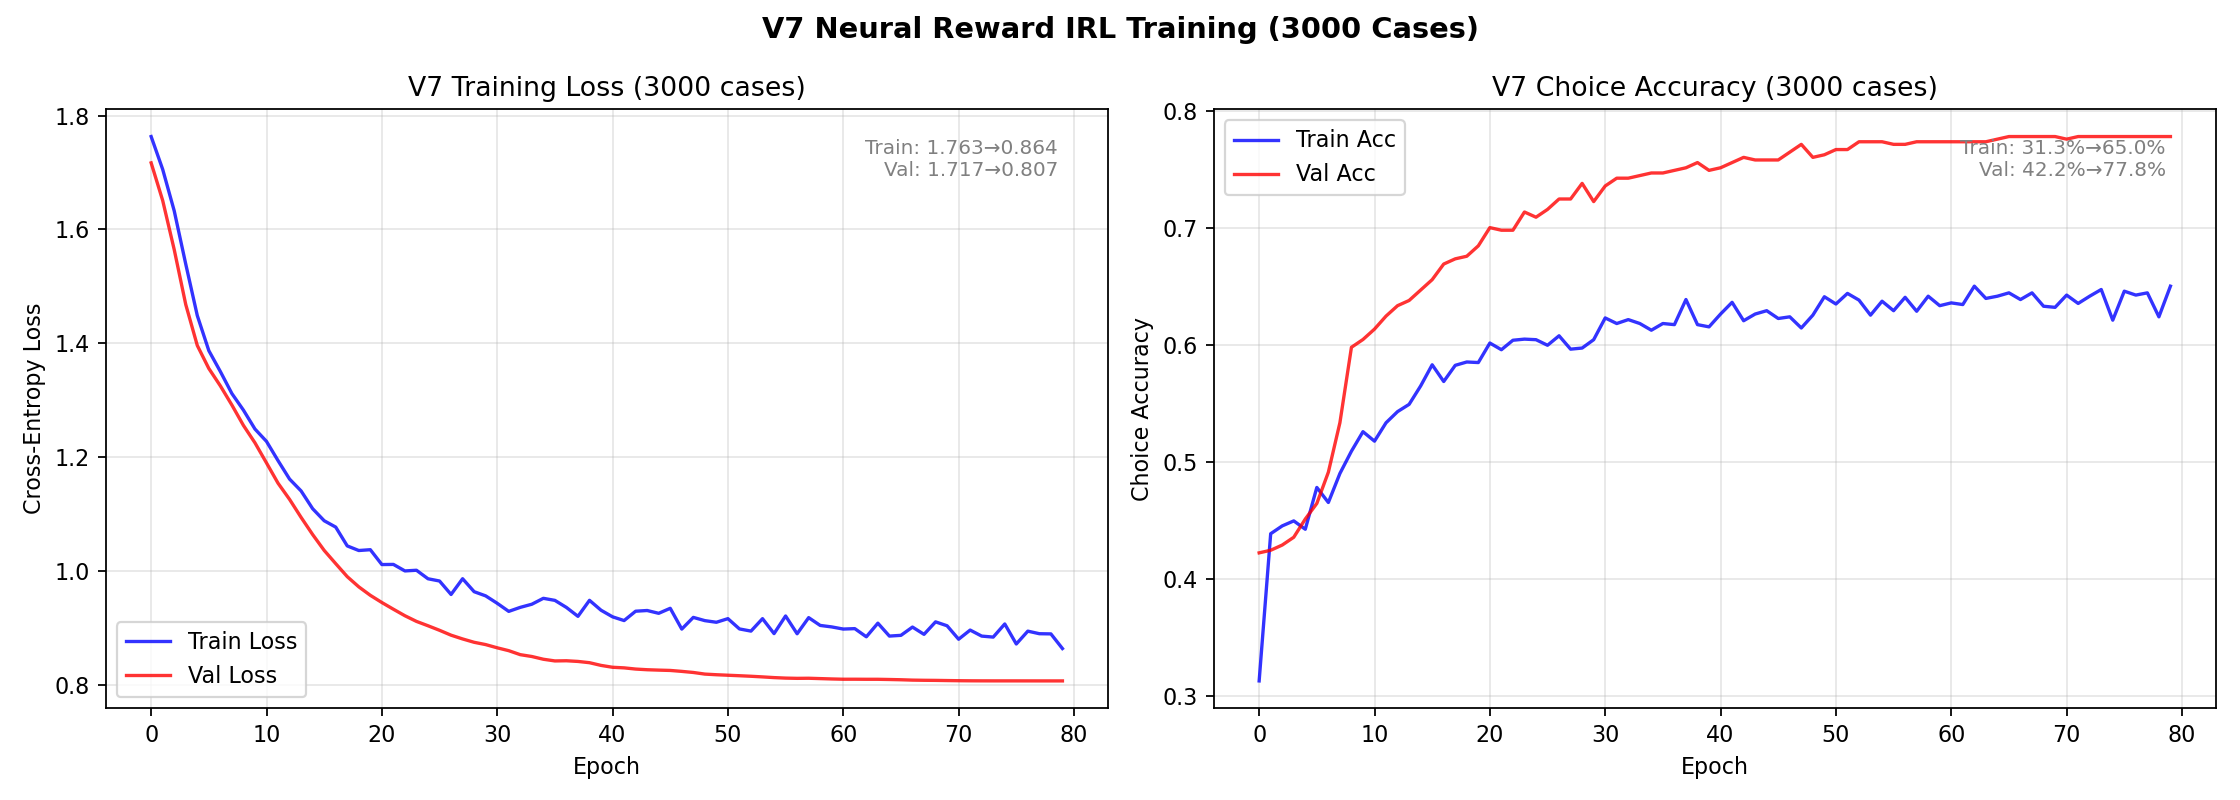 V7 Neural Reward IRL Training (3000 Cases)
V7 Training Loss (3000 cases)
Train: 1.763→0.864
Val: 1.717→0.807
Cross-Entropy Loss
1.8
1.6
1.4
1.2
1.0
0.8
Train Loss
Val Loss
0 10 20 30 40 50 60 70 80
Epoch
V7 Choice Accuracy (3000 cases)
Train Acc
Val Acc
Train: 31.3%→65.0%
Val: 42.2%→77.8%
Choice Accuracy
0.8
0.7
0.6
0.5
0.4
0.3
0 10 20 30 40 50 60 70 80
Epoch